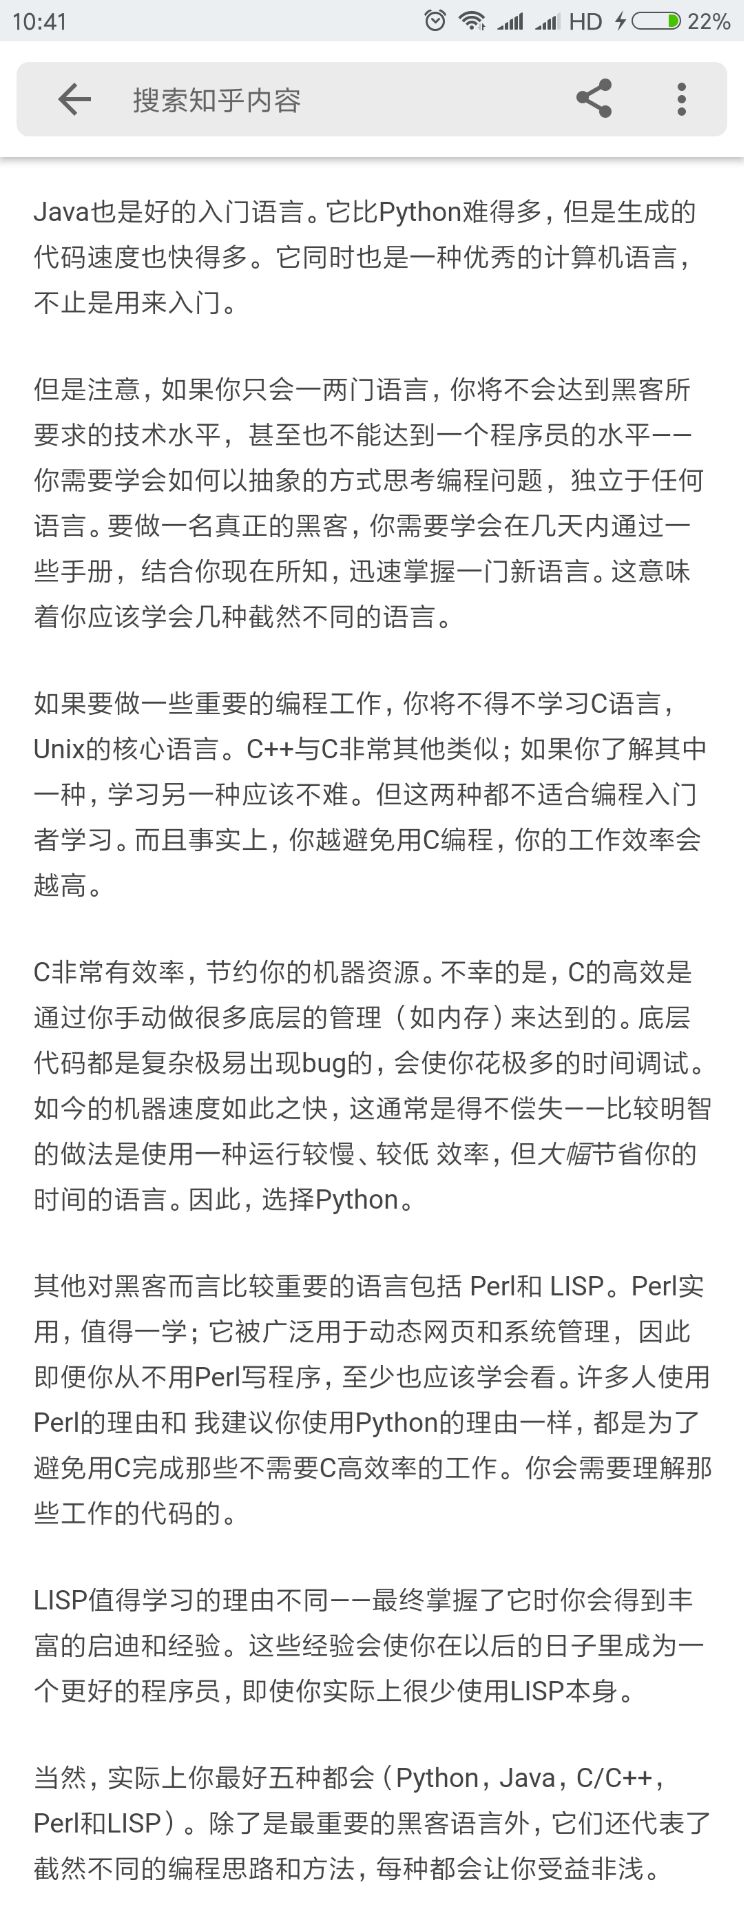 10:41 HD 22%
搜索知乎内容
Java也是好的入门语言。它比Python难得多，但是生成的
代码速度也快得多。它同时也是一种优秀的计算机语言，
不止是用来入门。
但是注意，如果你只会一两门语言，你将不会达到黑客所
要求的技术水平，甚至也不能达到一个程序员的水平——
你需要学会如何以抽象的方式思考编程问题，独立于任何
语言。要做一名真正的黑客，你需要学会在几天内通过一
些手册，结合你现在所知，迅速掌握一门新语言。这意味
着你应该学会几种截然不同的语言。
如果要做一些重要的编程工作，你将不得不学习C语言，
Unix的核心语言。C++与C非常其他类似；如果你了解其中
一种，学习另一种应该不难。但这两种都不适合编程入门
者学习。而且事实上，你越避免用C编程，你的工作效率会
越高。
C非常有效率，节约你的机器资源。不幸的是，C的高效是
通过你手动做很多底层的管理（如内存）来达到的。底层
代码都是复杂极易出现bug的，会使你花极多的时间调试。
如今的机器速度如此之快，这通常是得不偿失——比较明智
的做法是使用一种运行较慢、较低 效率，但大幅节省你的
时间的语言。因此，选择Python。
其他对黑客而言比较重要的语言包括 Perl和 LISP。Perl实
用，值得一学；它被广泛用于动态网页和系统管理，因此
即便你从不用Perl写程序，至少也应该学会看。许多人使用
Perl的理由和 我建议你使用Python的理由一样，都是为了
避免用C完成那些不需要C高效率的工作。你会需要理解那
些工作的代码的。
LISP值得学习的理由不同——最终掌握了它时你会得到丰
富的启迪和经验。这些经验会使你在以后的日子里成为一
个更好的程序员，即使你实际上很少使用LISP本身。
当然，实际上你最好五种都会（Python，Java，C/C++，
Perl和LISP）。除了是最重要的黑客语言外，它们还代表了
截然不同的编程思路和方法，每种都会让你受益非浅。